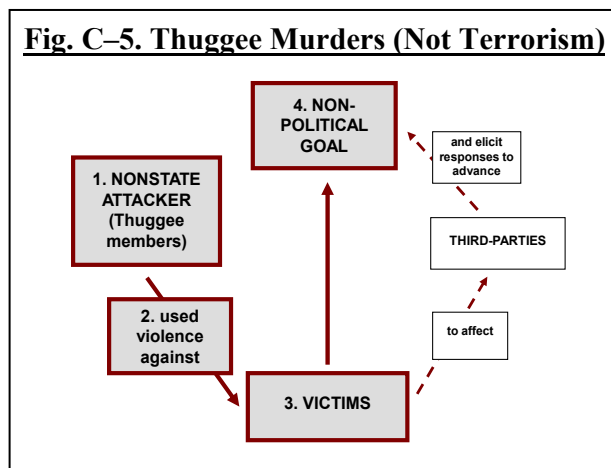 Fig. C–5. Thuggee Murders (Not Terrorism)
4. NON-
POLITICAL
GOAL
1. NONSTATE
ATTACKER
(Thuggee
members)
2. used
violence
against
3. VICTIMS
to affect
THIRD-PARTIES
and elicit
responses to
advance